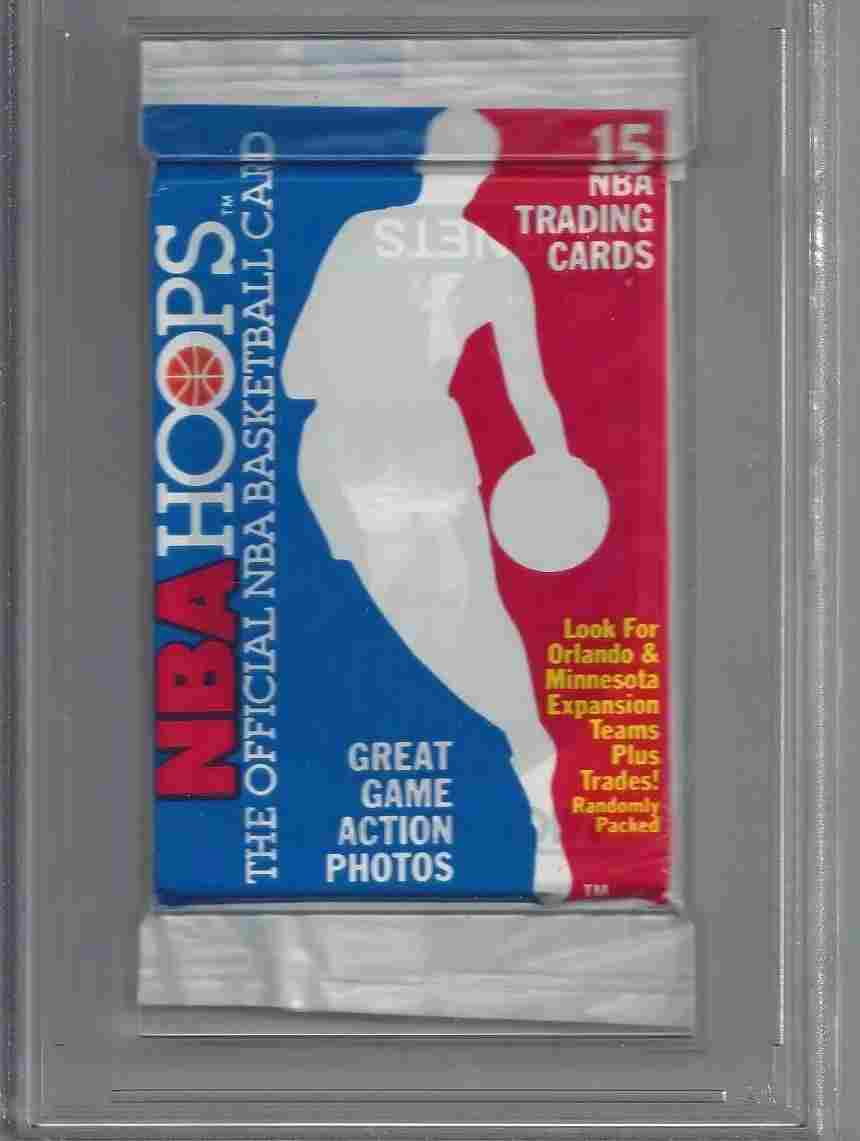 15
NBA
TRADING
CARDS
NETS
NBA HOOPS™
THE OFFICIAL NBA BASKETBALL CARD
Look For
Orlando &
Minnesota
Expansion
Teams
Plus
Trades!
Randomly
Packed
GREAT
GAME
ACTION
PHOTOS
TM